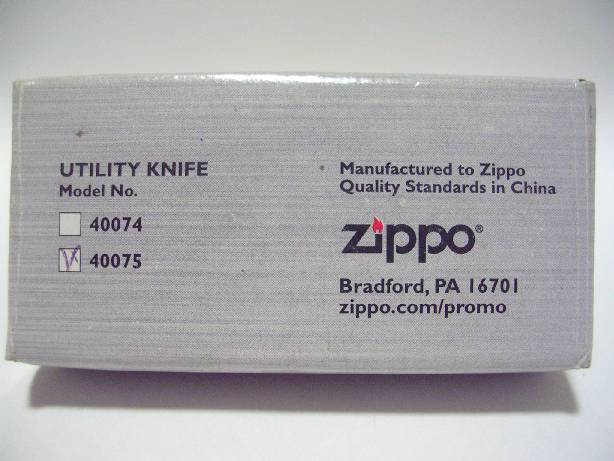 UTILITY KNIFE
Model No.
40074
40075
Manufactured to Zippo
Quality Standards in China
zippo®
Bradford, PA 16701
zippo.com/promo